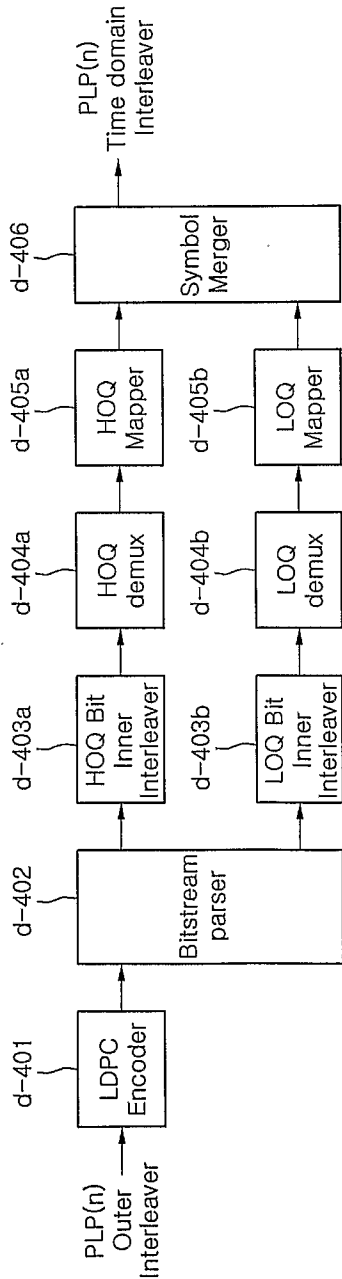 PLP(n)
Outer
Interleaver
d-401
LDPC
Encoder
d-402
Bitstream
parser
d-403a
HOQ Bit
Inner
Interleaver
d-404a
HOQ
demux
d-405a
HOQ
Mapper
d-403b
LOQ Bit
Inner
Interleaver
d-404b
LOQ
demux
d-405b
LOQ
Mapper
d-406
Symbol
Merger
PLP(n)
Time domain
Interleaver